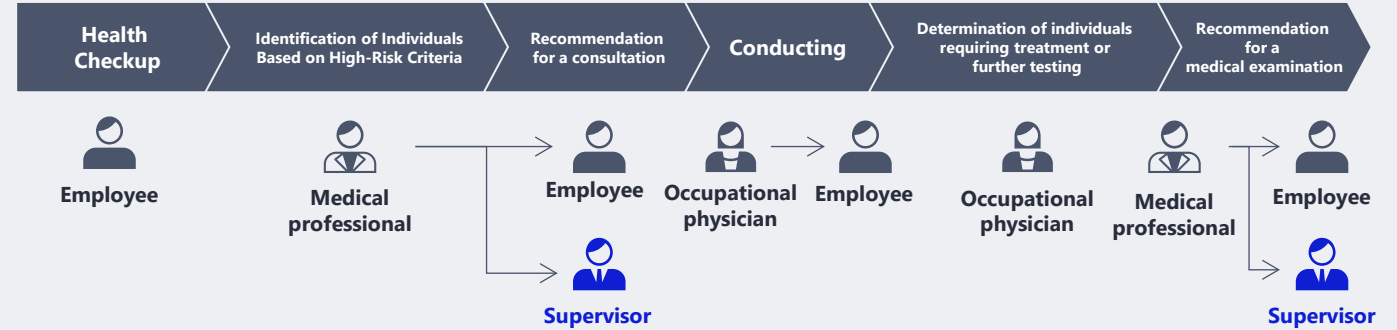 Health
Checkup
Identification of Individuals
Based on High-Risk Criteria
Recommendation
for a consultation
Conducting
Determination of individuals
requiring treatment or
further testing
Recommendation
for a
medical examination
Employee
Medical
professional
Employee
Supervisor
Occupational
physician
Employee
Occupational
physician
Medical
professional
Employee
Supervisor